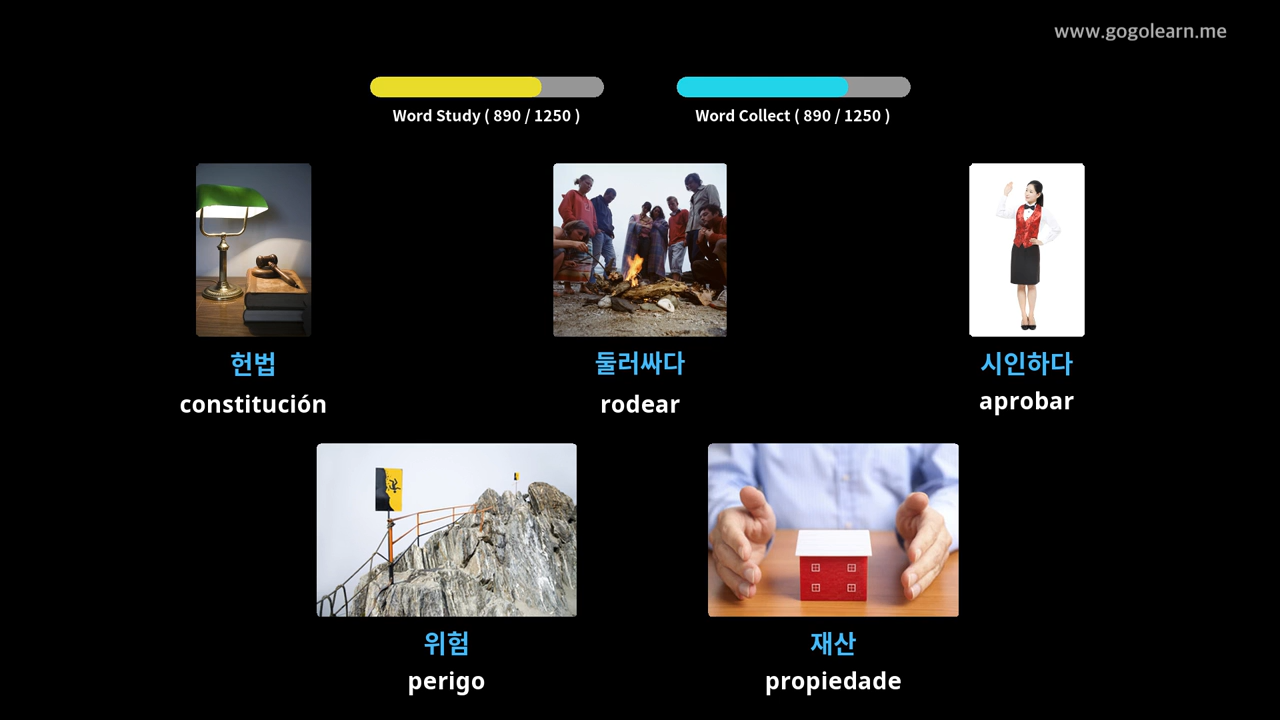 www.gogolearn.me
Word Study ( 890 / 1250 )
Word Collect ( 890 / 1250 )
헌법
constitución
둘러싸다
rodear
시인하다
aprobar
위험
perigo
재산
propiedade